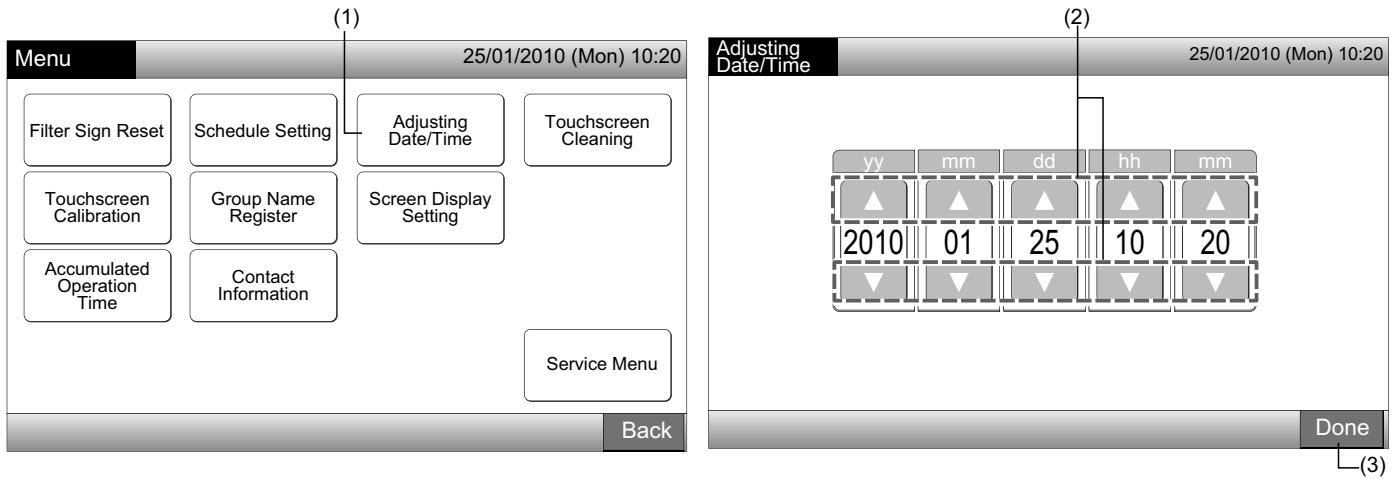 (1)
Menu
25/01/2010 (Mon) 10:20
Filter Sign Reset
Schedule Setting
Adjusting
Date/Time
Touchscreen
Cleaning
Touchscreen
Calibration
Group Name
Register
Screen Display
Setting
Accumulated
Operation
Time
Contact
Information
Service Menu
Back
(2)
Adjusting
Date/Time
25/01/2010 (Mon) 10:20
yy mm dd hh mm
2010 01 25 10 20
Done
(3)